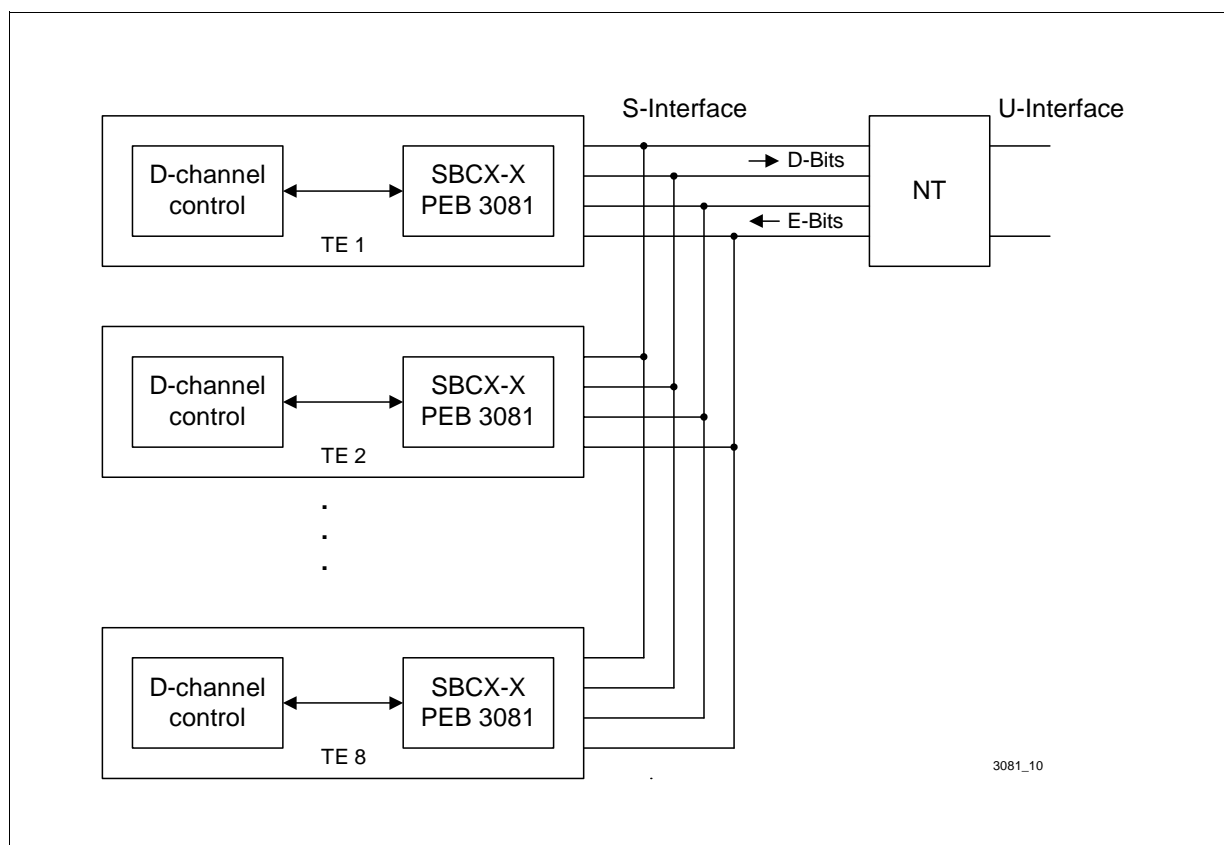 S-Interface
U-Interface
D-channel
control
SBCX-X
PEB 3081
TE 1
D-Bits
E-Bits
NT
D-channel
control
SBCX-X
PEB 3081
TE 2
.
.
.
D-channel
control
SBCX-X
PEB 3081
TE 8
3081_10